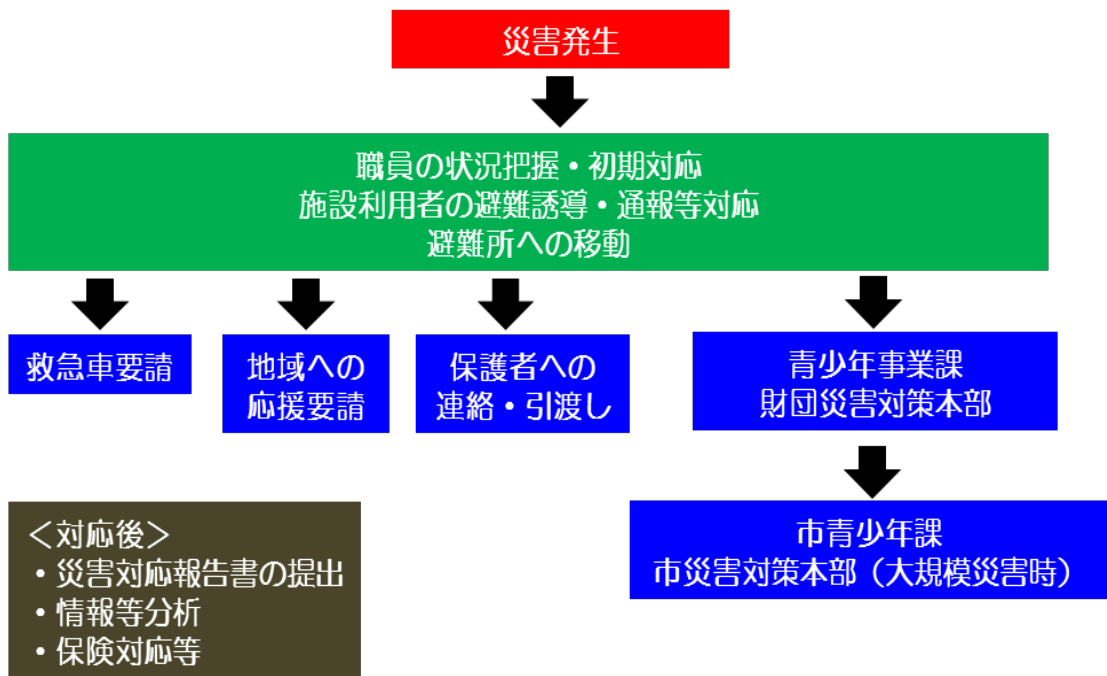 災害発生
職員の状況把握・初期対応
施設利用者の避難誘導・通報等対応
避難所への移動
救急車要請
地域への
応援要請
保護者への
連絡・引渡し
青少年事業課
財団災害対策本部
市青少年課
市災害対策本部（大規模災害時）
＜対応後＞
・災害対応報告書の提出
・情報等分析
・保険対応等